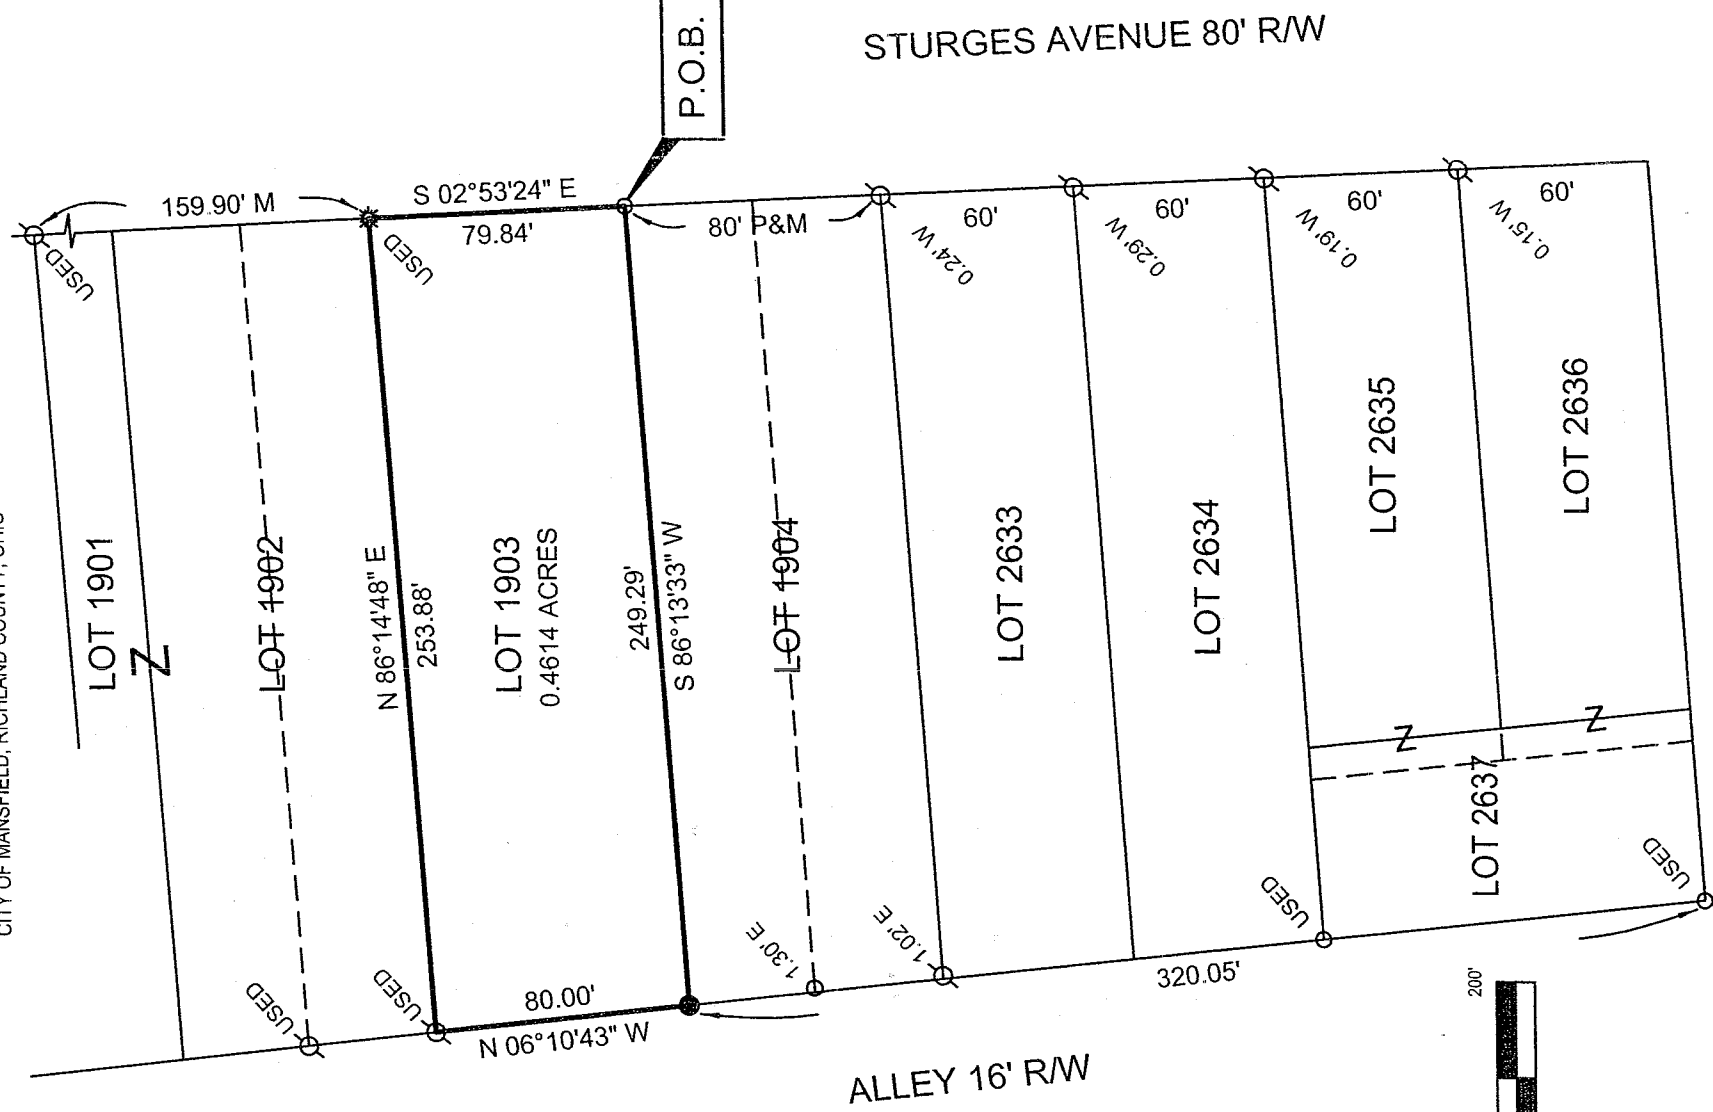 STURGES AVENUE 80' R/W
P.O.B.
159.90' M
S 02°53'24" E
79.84'
80' P&M
60'
60'
60'
60'
USED
USED
0.24' W
0.29' W
0.19' W
0.15' W
CITY OF MANSFIELD, RICHLAND COUNTY, OHIO
LOT 1901
Z
LOT 1902
N 86°14'48" E
253.88'
LOT 1903
0.4614 ACRES
249.29'
S 86°13'33" W
LOT 1904
LOT 2633
LOT 2634
LOT 2635
LOT 2636
Z
Z
LOT 2637
USED
USED
USED
USED
1.30' E
1.02' E
80.00'
N 06°10'43" W
320.05'
200'
ALLEY 16' R/W